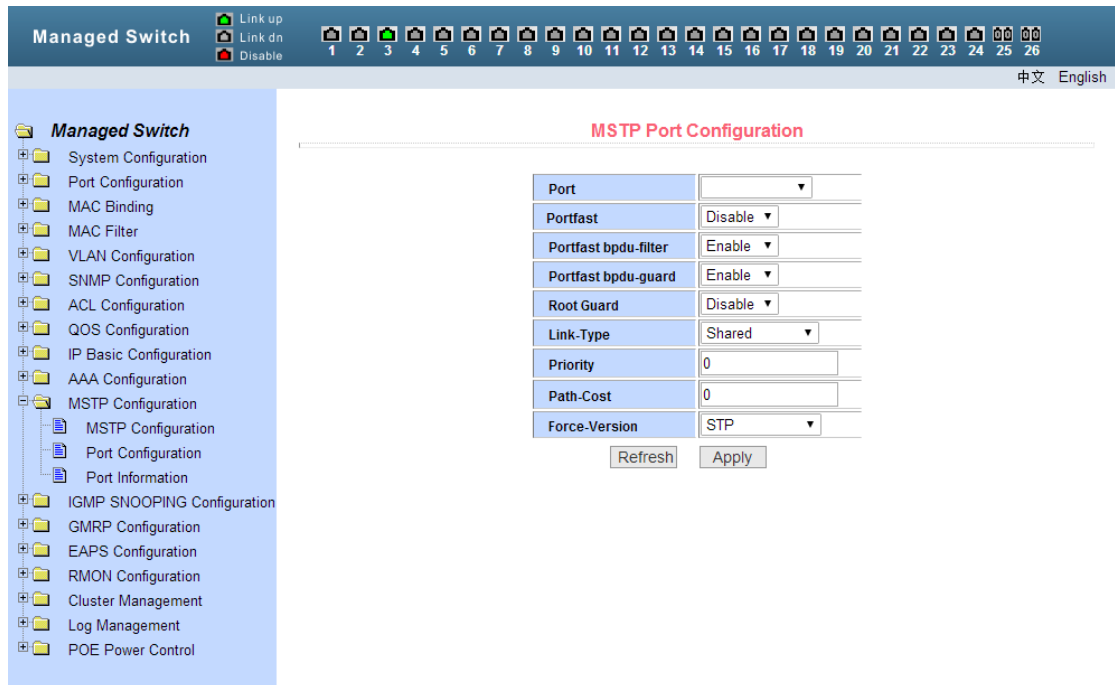 Managed Switch
Link up
Link dn
Disable
1 2 3 4 5 6 7 8 9 10 11 12 13 14 15 16 17 18 19 20 21 22 23 24 25 26
中文 English
Managed Switch
System Configuration
Port Configuration
MAC Binding
MAC Filter
VLAN Configuration
SNMP Configuration
ACL Configuration
QOS Configuration
IP Basic Configuration
AAA Configuration
MSTP Configuration
MSTP Configuration
Port Configuration
Port Information
IGMP SNOOPING Configuration
GMRP Configuration
EAPS Configuration
RMON Configuration
Cluster Management
Log Management
POE Power Control
MSTP Port Configuration
Port
Portfast Disable
Portfast bpdu-filter Enable
Portfast bpdu-guard Enable
Root Guard Disable
Link-Type Shared
Priority 0
Path-Cost 0
Force-Version STP
Refresh Apply